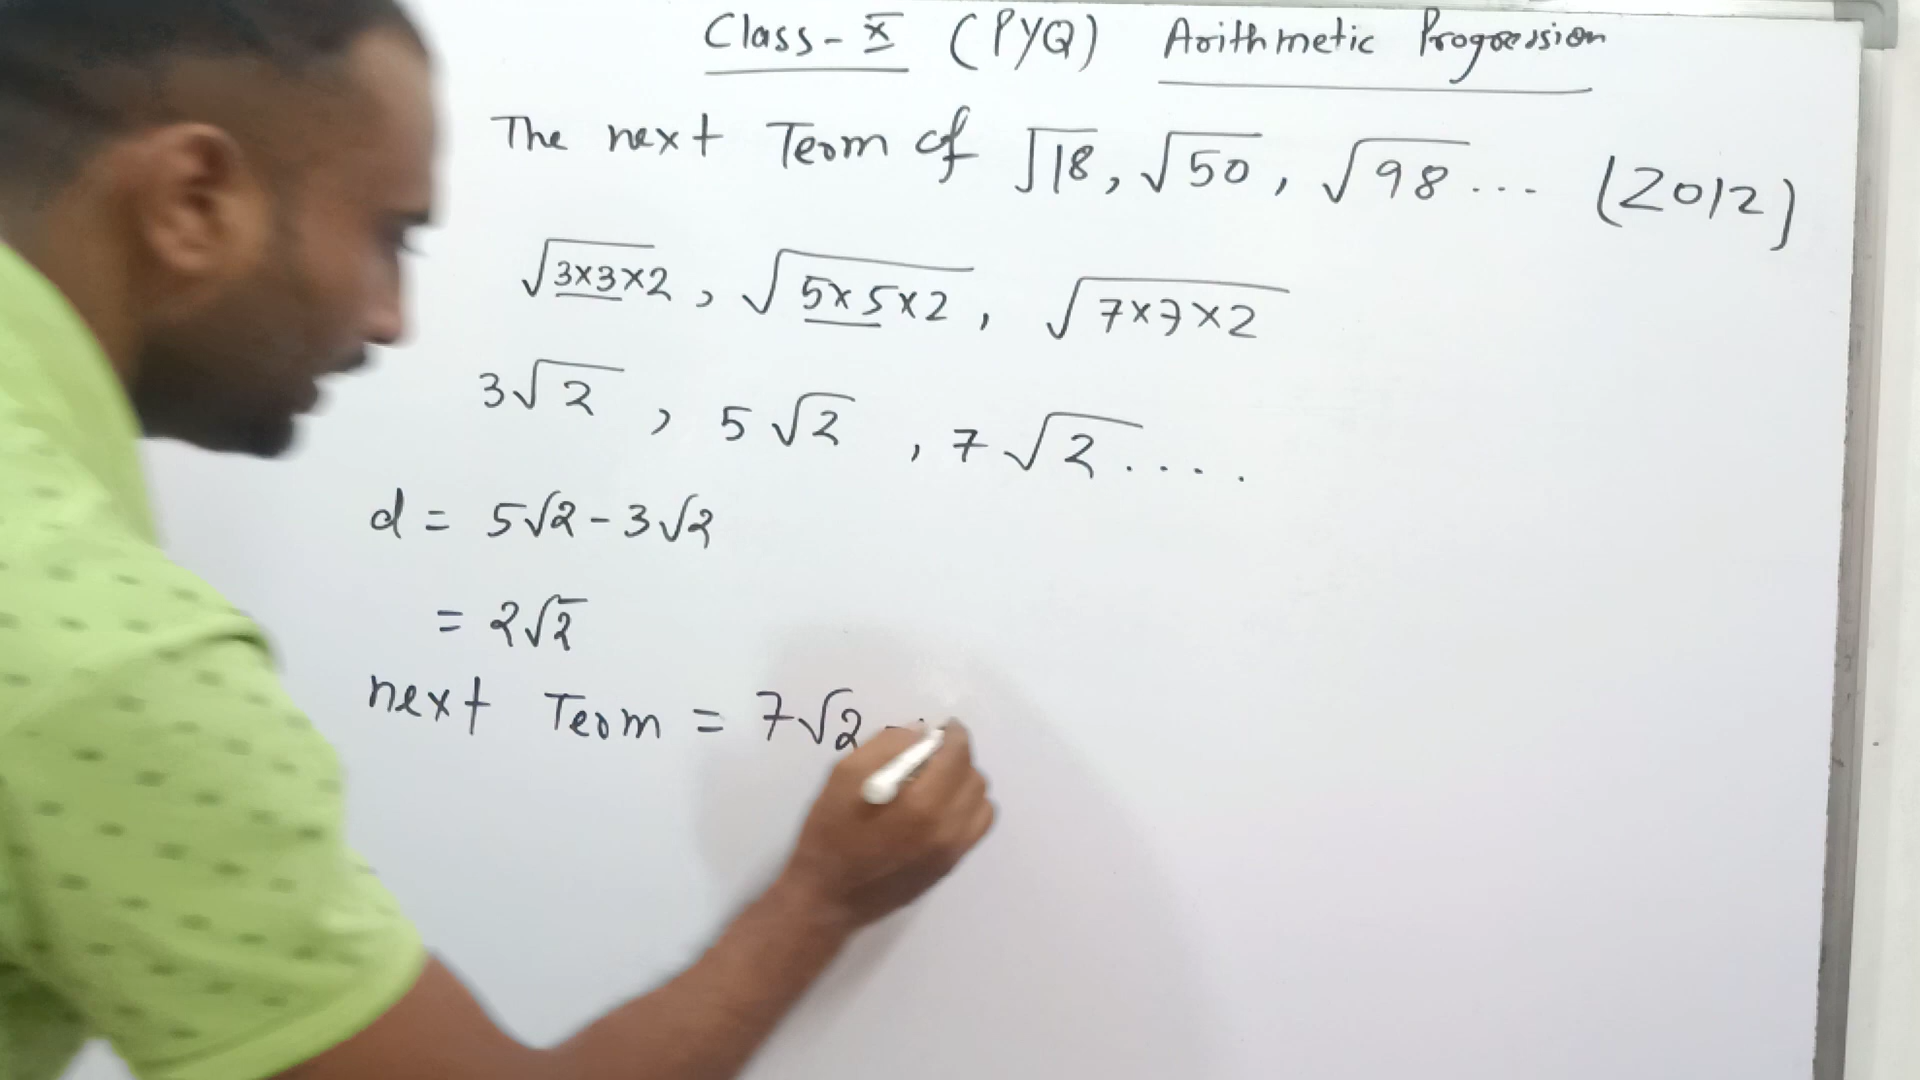 Class - X (PYQ) Arithmetic Progression
The next Term of √18, √50, √98 ... (2012)
√3×3×2, √5×5×2, √7×7×2
3√2, 5√2, 7√2 ....
d = 5√2 - 3√2
= 2√2
next Term = 7√2